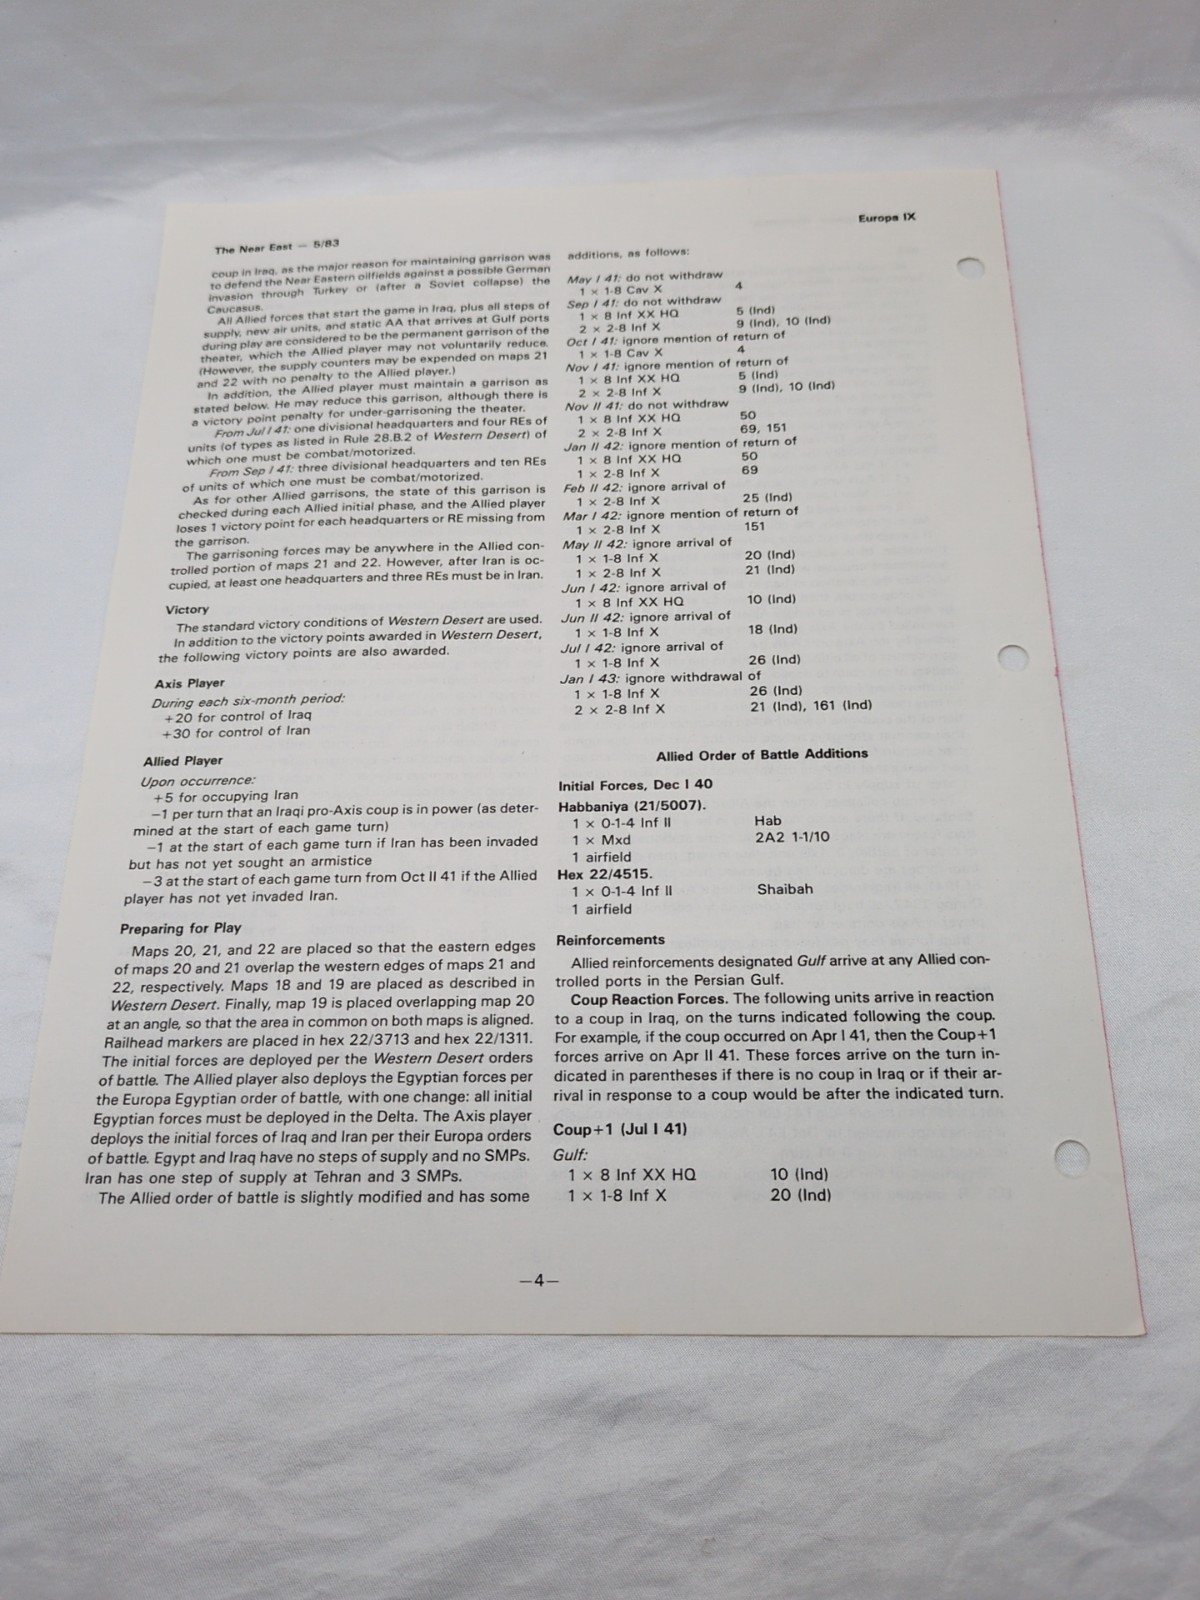 The Near East — 5/83
Europa IX
coup in Iraq, as the major reason for maintaining garrison was
to defend the Near Eastern oilfields against a possible German
invasion through Turkey or (after a Soviet collapse) the
Caucasus.
All Allied forces that start the game in Iraq, plus all steps of
supply, new air units, and static AA that arrives at Gulf ports
during play are considered to be the permanent garrison of the
theater, which the Allied player may not voluntarily reduce.
(However, the supply counters may be expended on maps 21
and 22 with no penalty to the Allied player.)
In addition, the Allied player must maintain a garrison as
stated below. He may reduce this garrison, although there is
a victory point penalty for under-garrisoning the theater.
From Jul I 41: one divisional headquarters and four REs of
units (of types as listed in Rule 28.B.2 of Western Desert) of
which one must be combat/motorized.
From Sep I 41: three divisional headquarters and ten REs
of units of which one must be combat/motorized.
As for other Allied garrisons, the state of this garrison is
checked during each Allied initial phase, and the Allied player
loses 1 victory point for each headquarters or RE missing from
the garrison.
The garrisoning forces may be anywhere in the Allied con-
trolled portion of maps 21 and 22. However, after Iran is oc-
cupied, at least one headquarters and three REs must be in Iran.
Victory
The standard victory conditions of Western Desert are used.
In addition to the victory points awarded in Western Desert,
the following victory points are also awarded.
Axis Player
During each six-month period:
+20 for control of Iraq
+30 for control of Iran
Allied Player
Upon occurrence:
+5 for occupying Iran
−1 per turn that an Iraqi pro-Axis coup is in power (as deter-
mined at the start of each game turn)
−1 at the start of each game turn if Iran has been invaded
but has not yet sought an armistice
−3 at the start of each game turn from Oct II 41 if the Allied
player has not yet invaded Iran.
Preparing for Play
Maps 20, 21, and 22 are placed so that the eastern edges
of maps 20 and 21 overlap the western edges of maps 21 and
22, respectively. Maps 18 and 19 are placed as described in
Western Desert. Finally, map 19 is placed overlapping map 20
at an angle, so that the area in common on both maps is aligned.
Railhead markers are placed in hex 22/3713 and hex 22/1311.
The initial forces are deployed per the Western Desert orders
of battle. The Allied player also deploys the Egyptian forces per
the Europa Egyptian order of battle, with one change: all initial
Egyptian forces must be deployed in the Delta. The Axis player
deploys the initial forces of Iraq and Iran per their Europa orders
of battle. Egypt and Iraq have no steps of supply and no SMPs.
Iran has one step of supply at Tehran and 3 SMPs.
The Allied order of battle is slightly modified and has some
additions, as follows:
May I 41: do not withdraw
1 x 1-8 Cav X 4
Sep I 41: do not withdraw
1 x 8 Inf XX HQ 5 (Ind)
2 x 2-8 Inf X 9 (Ind), 10 (Ind)
Oct I 41: ignore mention of return of
1 x 1-8 Cav X 4
Nov I 41: ignore mention of return of
1 x 8 Inf XX HQ 5 (Ind)
2 x 2-8 Inf X 9 (Ind), 10 (Ind)
Nov II 41: do not withdraw
1 x 8 Inf XX HQ 50
2 x 2-8 Inf X 69, 151
Jan II 42: ignore mention of return of
1 x 8 Inf XX HQ 50
1 x 2-8 Inf X 69
Feb II 42: ignore arrival of
1 x 2-8 Inf X 25 (Ind)
Mar I 42: ignore mention of return of
1 x 2-8 Inf X 151
May II 42: ignore arrival of
1 x 1-8 Inf X 20 (Ind)
1 x 2-8 Inf X 21 (Ind)
Jun I 42: ignore arrival of
1 x 8 Inf XX HQ 10 (Ind)
Jun II 42: ignore arrival of
1 x 1-8 Inf X 18 (Ind)
Jul I 42: ignore arrival of
1 x 1-8 Inf X 26 (Ind)
Jan I 43: ignore withdrawal of
1 x 1-8 Inf X 26 (Ind)
2 x 2-8 Inf X 21 (Ind), 161 (Ind)
Allied Order of Battle Additions
Initial Forces, Dec I 40
Habbaniya (21/5007).
1 x 0-1-4 Inf II Hab
1 x Mxd 2A2 1-1/10
1 airfield
Hex 22/4515.
1 x 0-1-4 Inf II Shaibah
1 airfield
Reinforcements
Allied reinforcements designated Gulf arrive at any Allied con-
trolled ports in the Persian Gulf.
Coup Reaction Forces. The following units arrive in reaction
to a coup in Iraq, on the turns indicated following the coup.
For example, if the coup occurred on Apr I 41, then the Coup+1
forces arrive on Apr II 41. These forces arrive on the turn in-
dicated in parentheses if there is no coup in Iraq or if their ar-
rival in response to a coup would be after the indicated turn.
Coup+1 (Jul I 41)
Gulf:
1 x 8 Inf XX HQ 10 (Ind)
1 x 1-8 Inf X 20 (Ind)
—4—